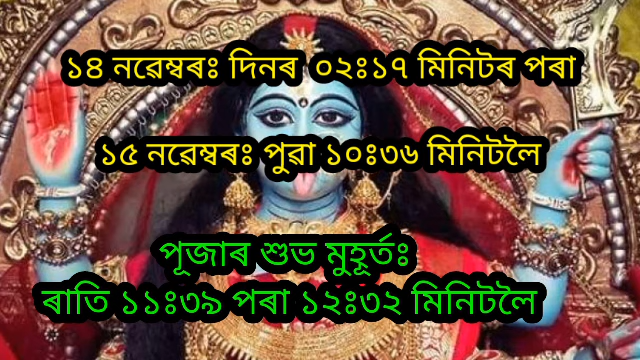 ১৪ নৱেম্বৰঃ দিনৰ ০২ঃ১৭ মিনিটৰ পৰা
১৫ নৱেম্বৰঃ পুৱা ১০ঃ৩৬ মিনিটলৈ
পূজাৰ শুভ মুহূৰ্তঃ
ৰাতি ১১ঃ৩৯ পৰা ১২ঃ৩২ মিনিটলৈ